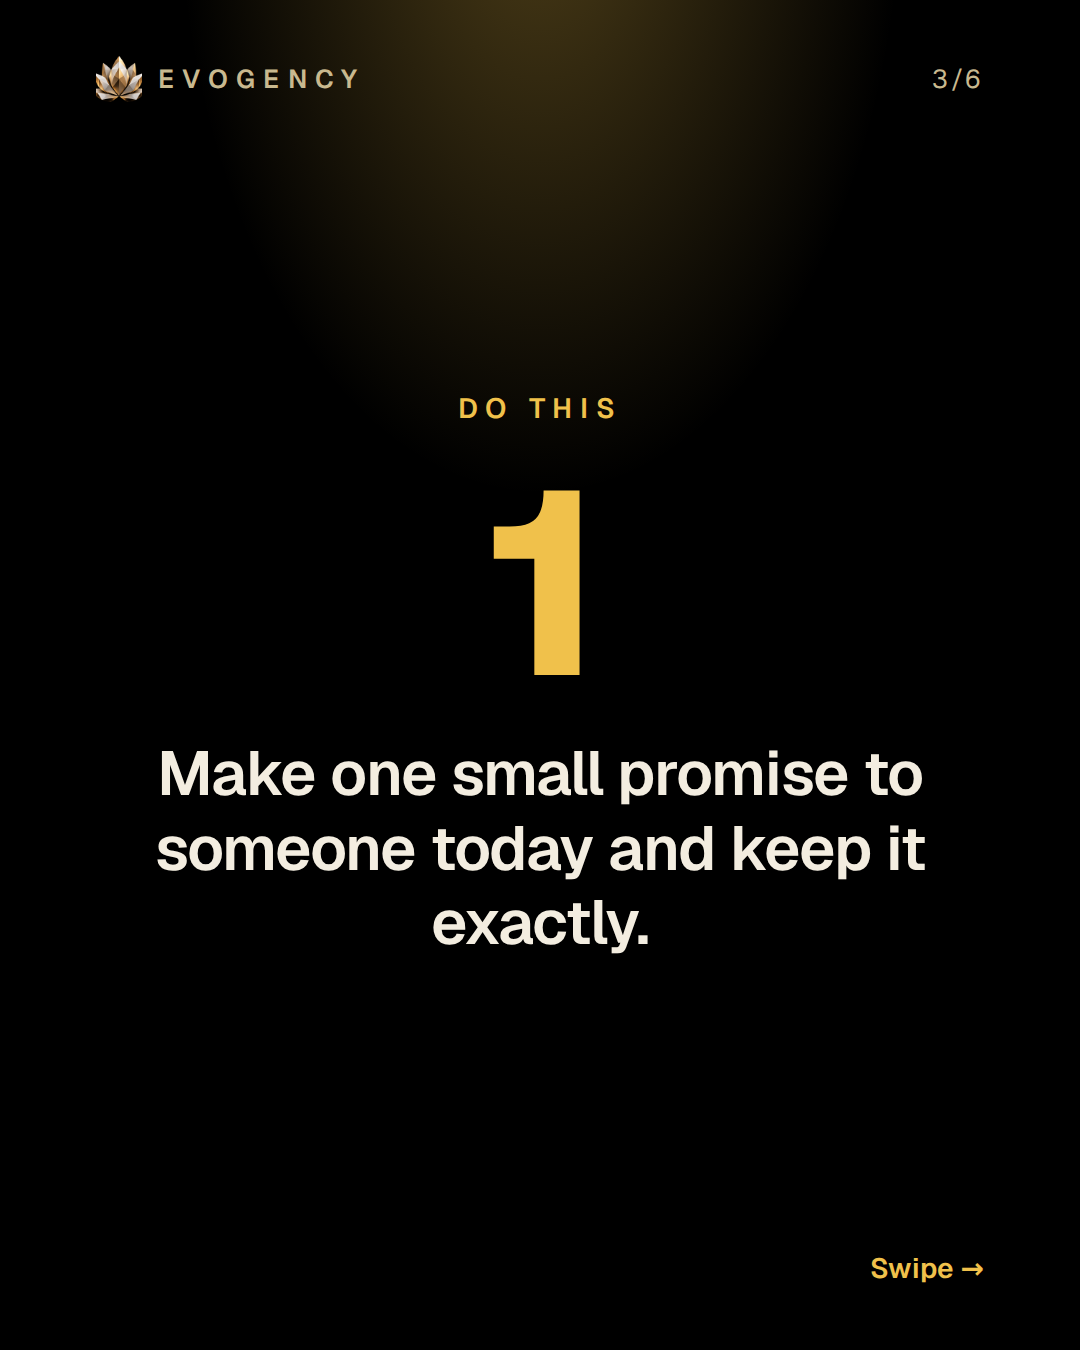 EVOGENCY
3/6
DO THIS
1
Make one small promise to
someone today and keep it
exactly.
Swipe →